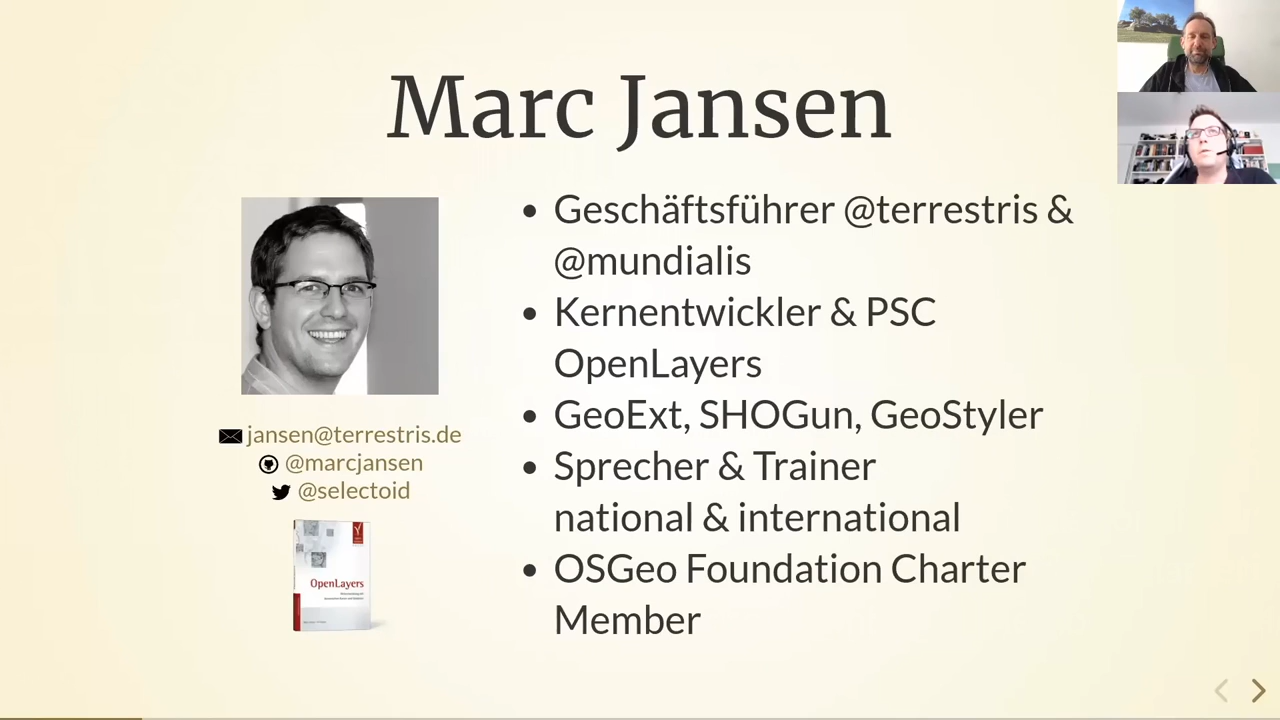 Marc Jansen
Geschäftsführer @terrestris &
@mundialis
Kernentwickler & PSC
OpenLayers
GeoExt, SHOGun, GeoStyler
Sprecher & Trainer
national & international
OSGeo Foundation Charter
Member
jansen@terrestris.de
@marcjansen
@selectoid
OpenLayers